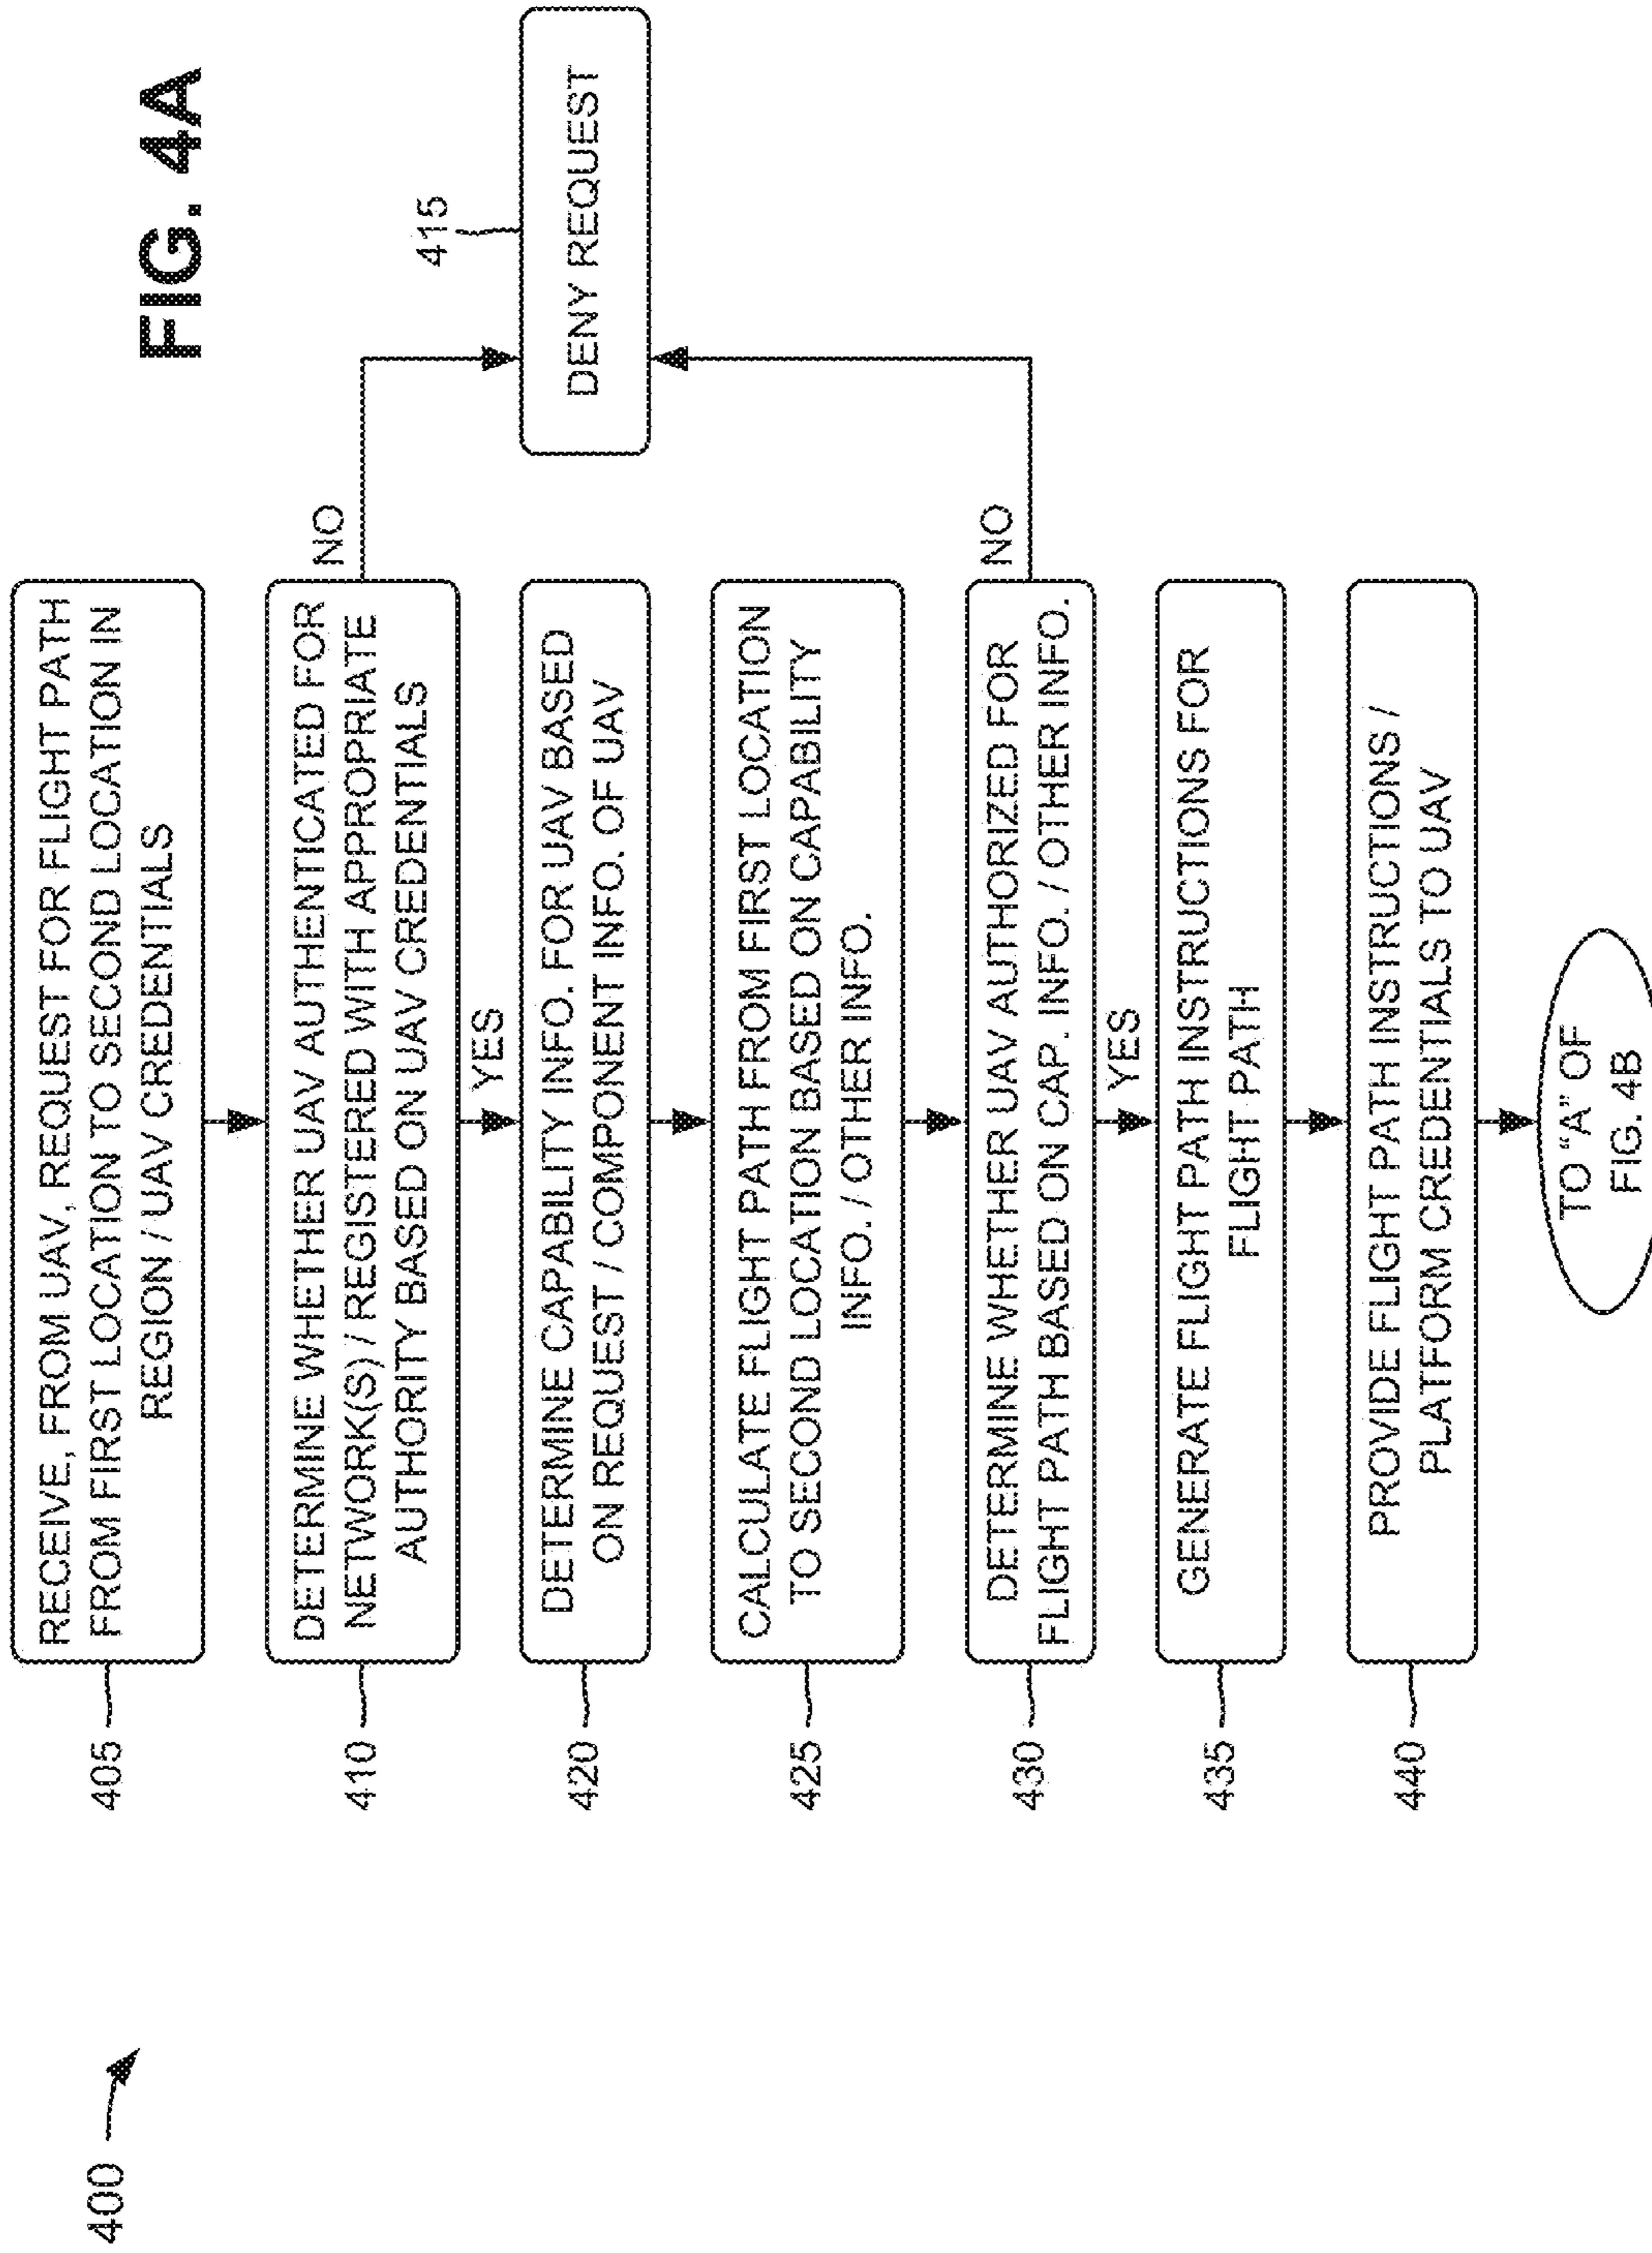 400
FIG. 4A
405
RECEIVE, FROM UAV, REQUEST FOR FLIGHT PATH
FROM FIRST LOCATION TO SECOND LOCATION IN
REGION / UAV CREDENTIALS
410
DETERMINE WHETHER UAV AUTHENTICATED FOR
NETWORK(S) / REGISTERED WITH APPROPRIATE
AUTHORITY BASED ON UAV CREDENTIALS
NO
415
YES
DENY REQUEST
420
DETERMINE CAPABILITY INFO. FOR UAV BASED
ON REQUEST / COMPONENT INFO. OF UAV
425
CALCULATE FLIGHT PATH FROM FIRST LOCATION
TO SECOND LOCATION BASED ON CAPABILITY
INFO. / OTHER INFO.
430
DETERMINE WHETHER UAV AUTHORIZED FOR
FLIGHT PATH BASED ON CAP. INFO. / OTHER INFO.
NO
YES
435
GENERATE FLIGHT PATH INSTRUCTIONS FOR
FLIGHT PATH
440
PROVIDE FLIGHT PATH INSTRUCTIONS /
PLATFORM CREDENTIALS TO UAV
TO "A" OF
FIG. 4B